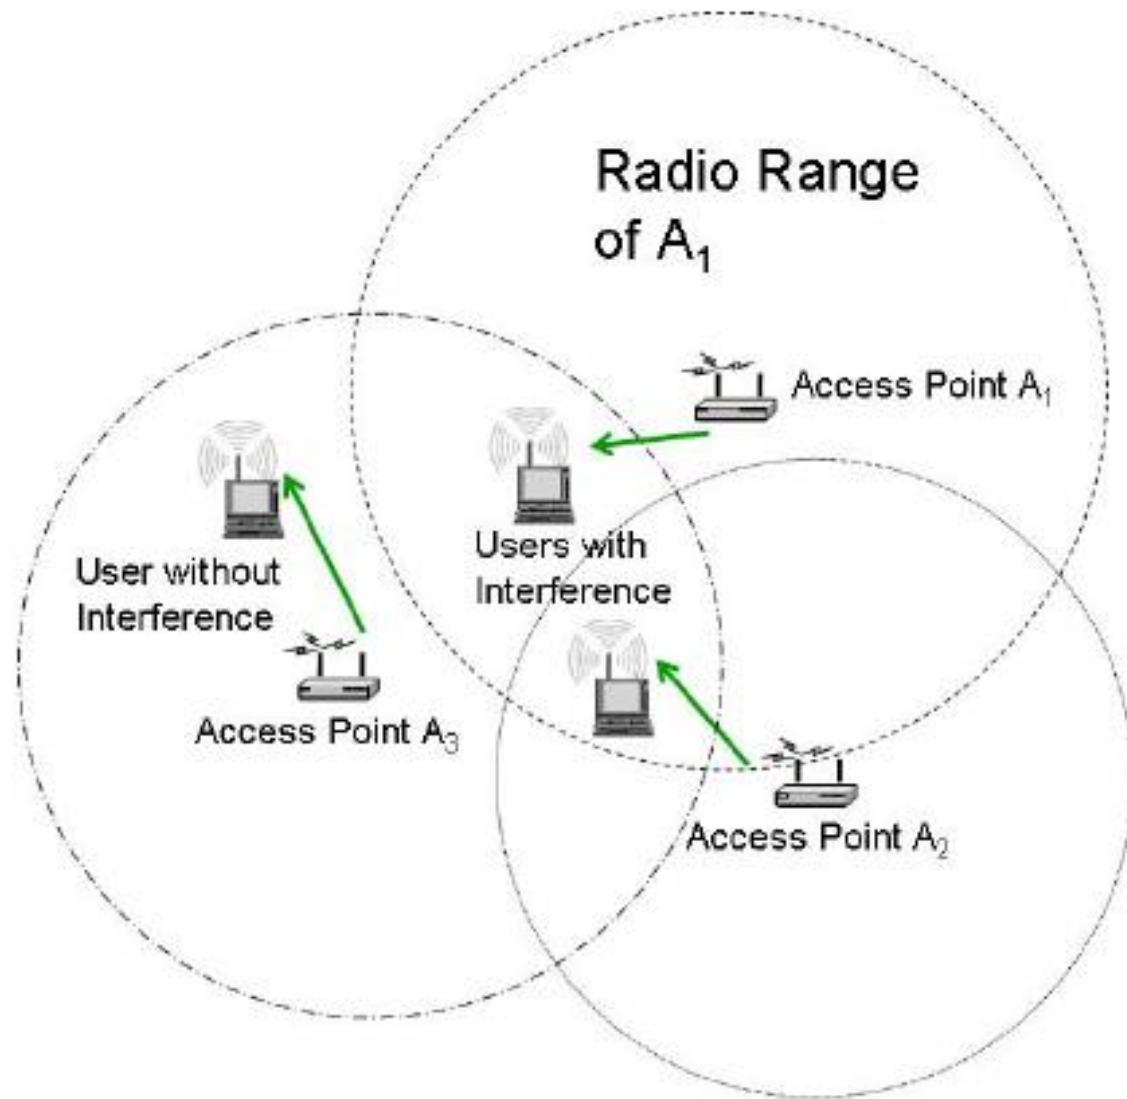 Radio Range
of A₁
Access Point A₁
Users with
Interference
User without
Interference
Access Point A₃
Access Point A₂